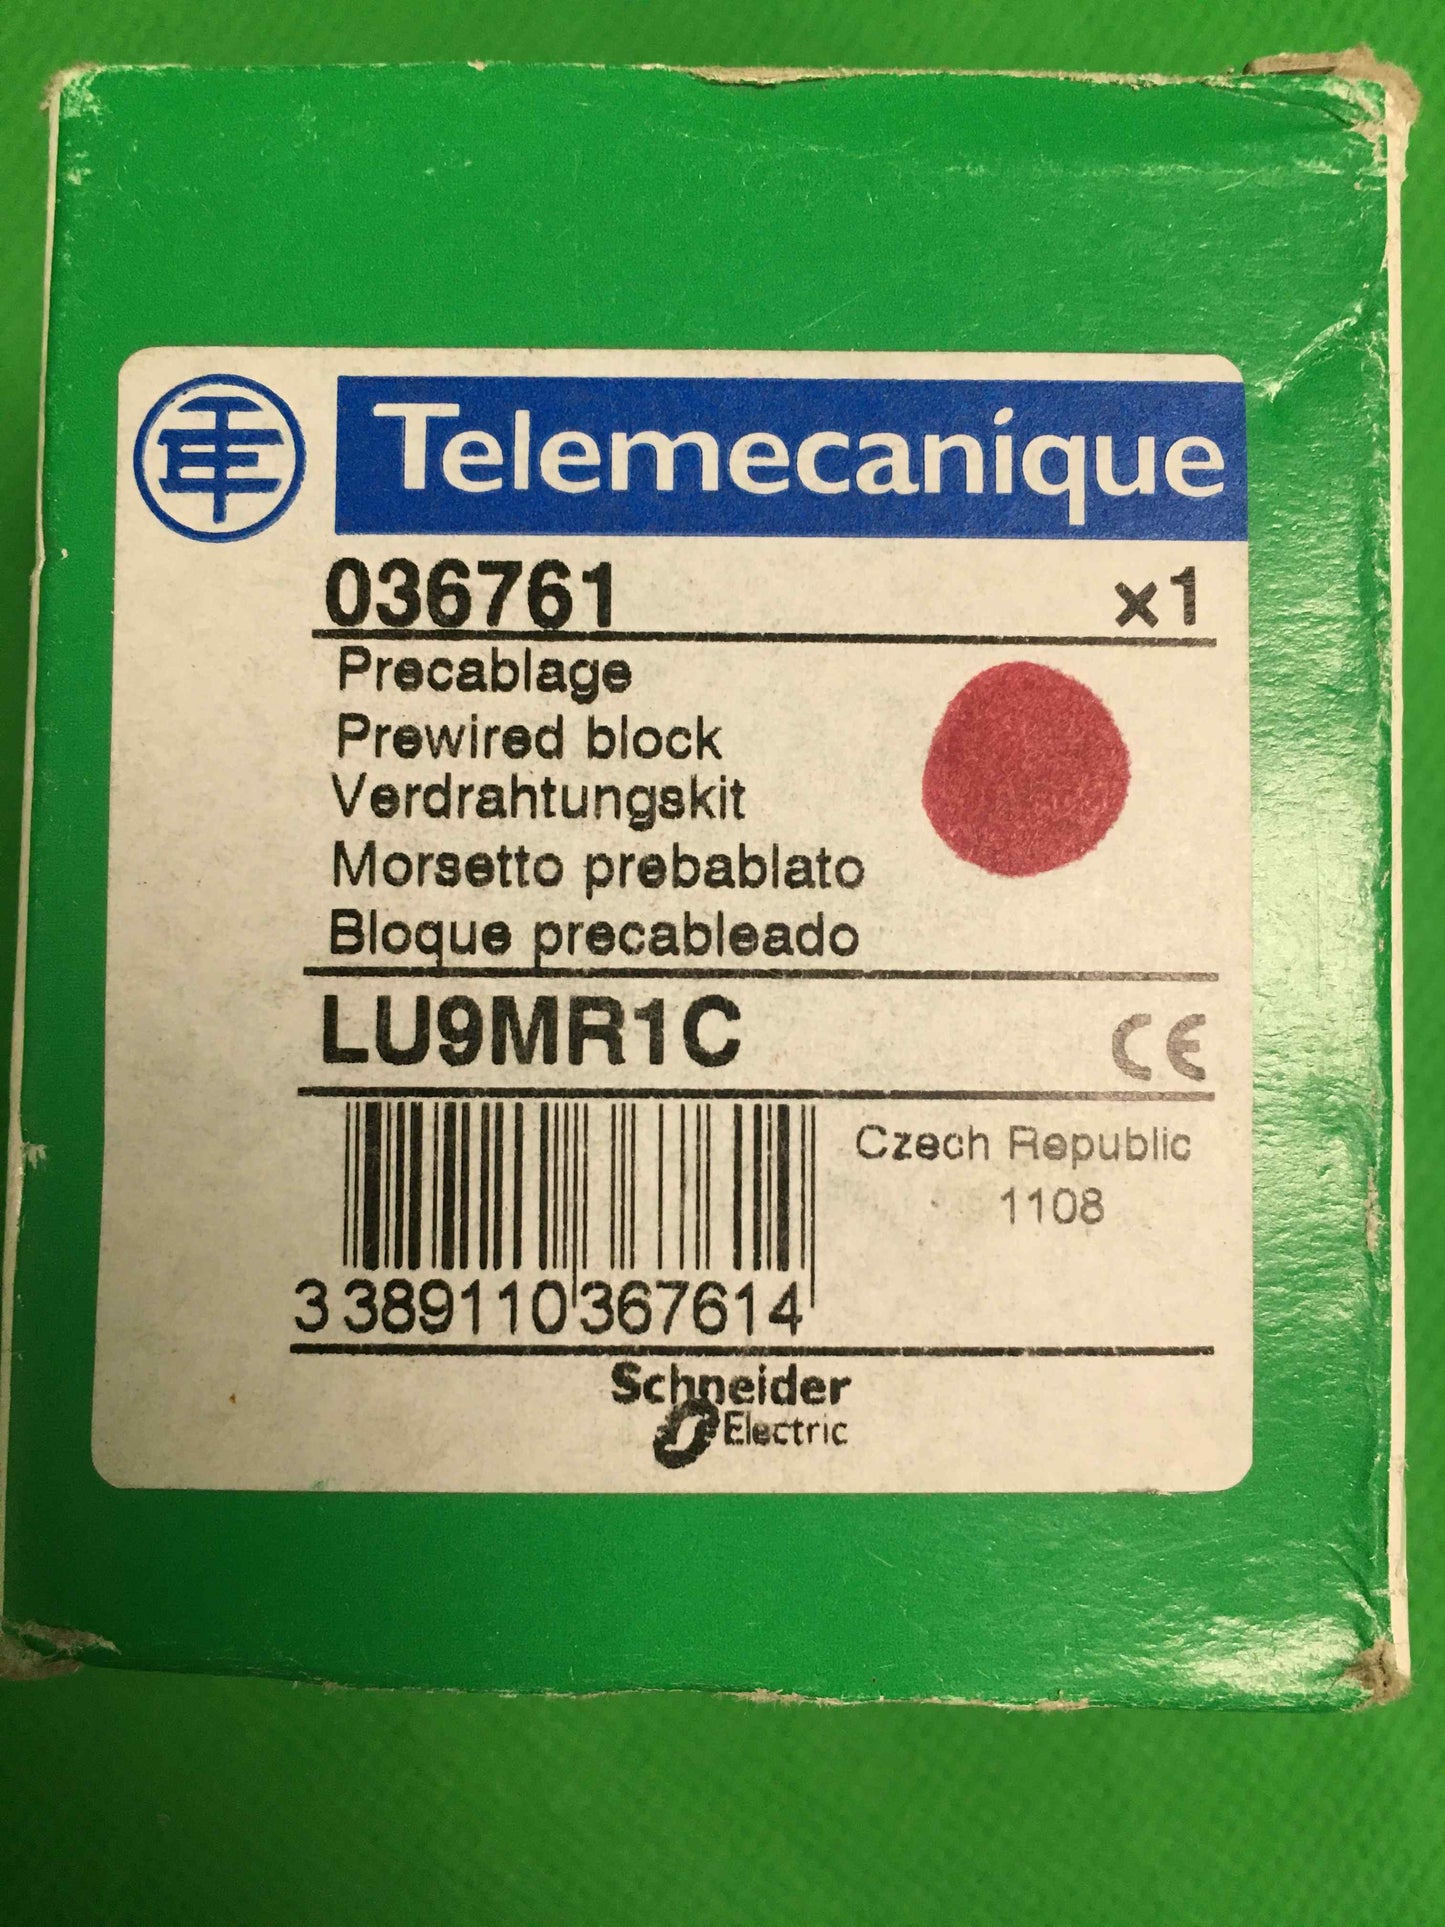 Telemecanique
036761 x1
Precablage
Prewired block
Verdrahtungskit
Morsetto prebablato
Bloque precableado
LU9MR1C CE
Czech Republic
1108
3 389110 367614
Schneider
Electric